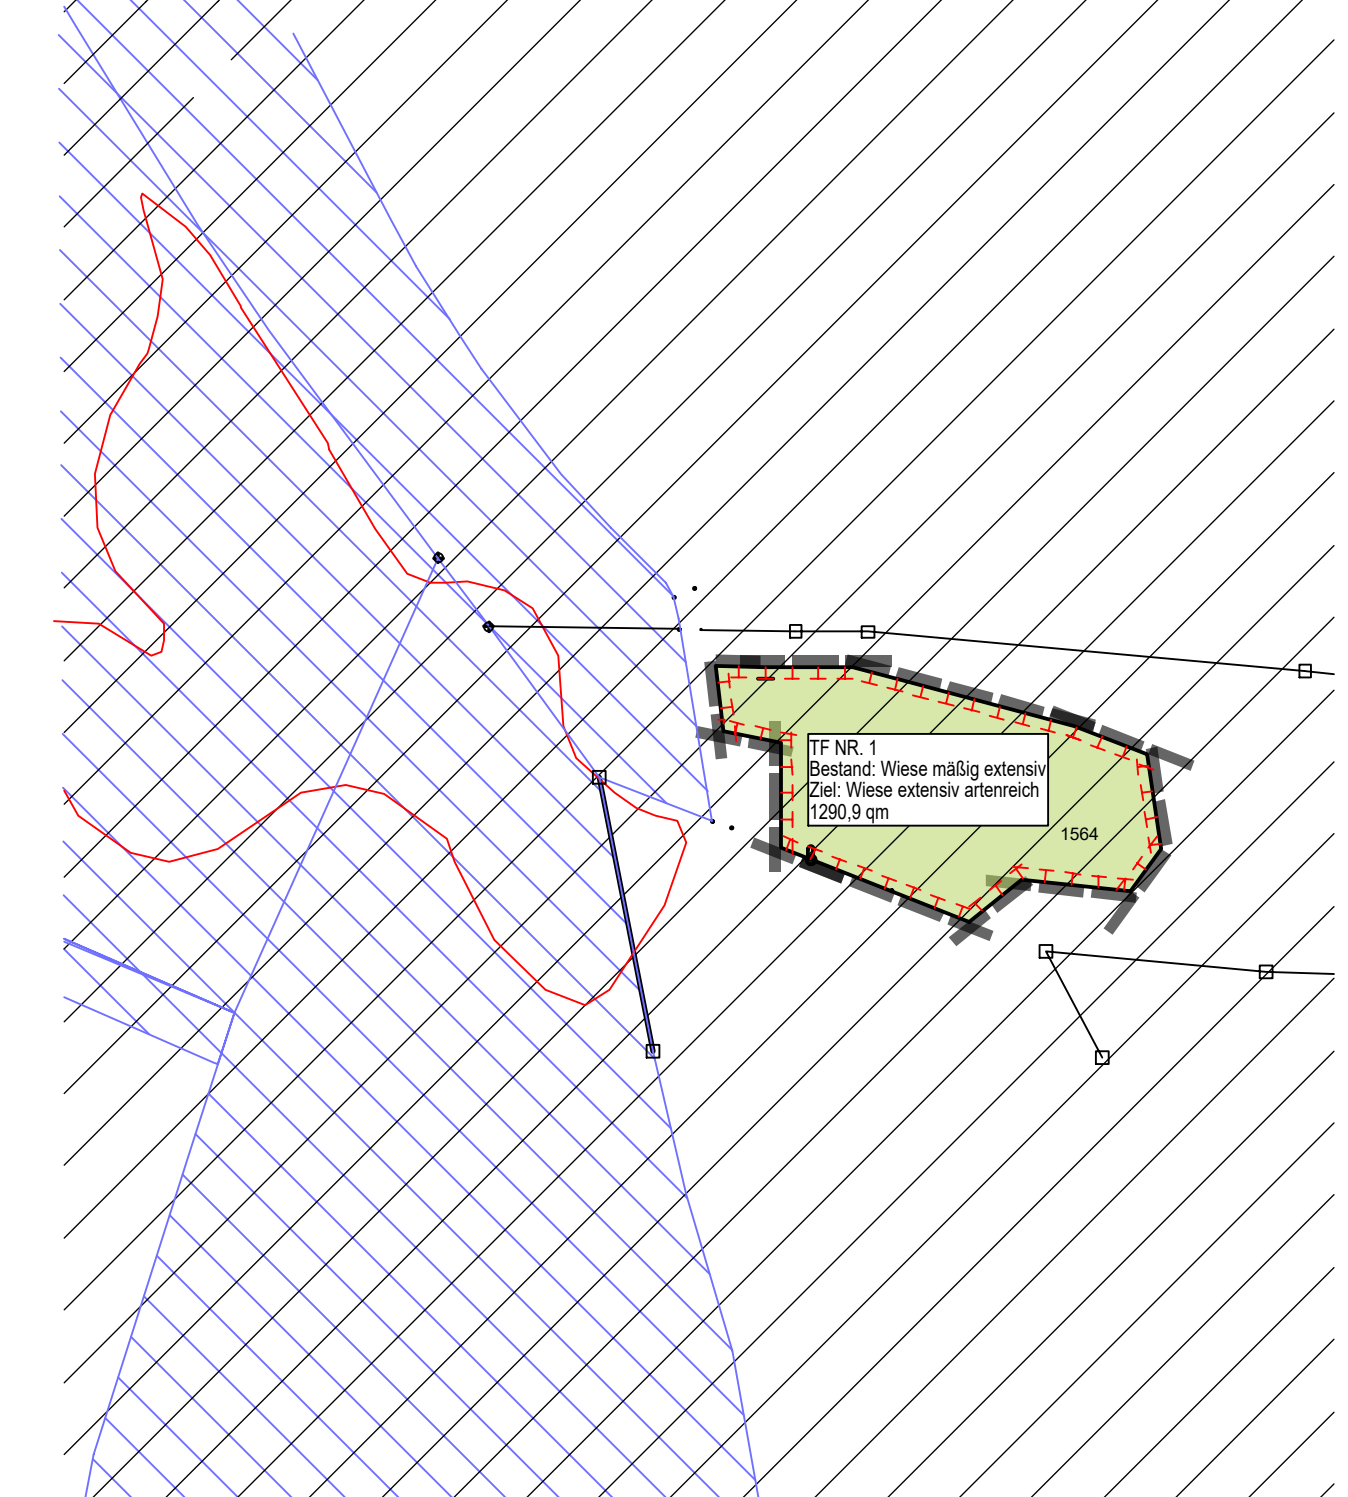 TF NR. 1
Bestand: Wiese mäßig extensiv
Ziel: Wiese extensiv artenreich
1290,9 qm
1564